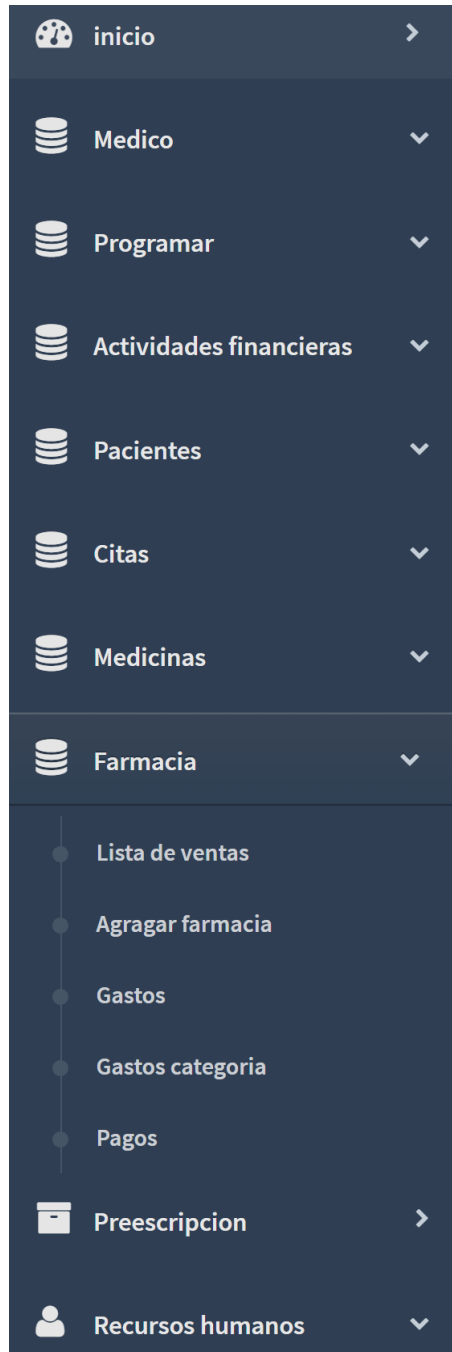 inicio
Medico
Programar
Actividades financieras
Pacientes
Citas
Medicinas
Farmacia
Lista de ventas
Agragar farmacia
Gastos
Gastos categoria
Pagos
Preescripcion
Recursos humanos